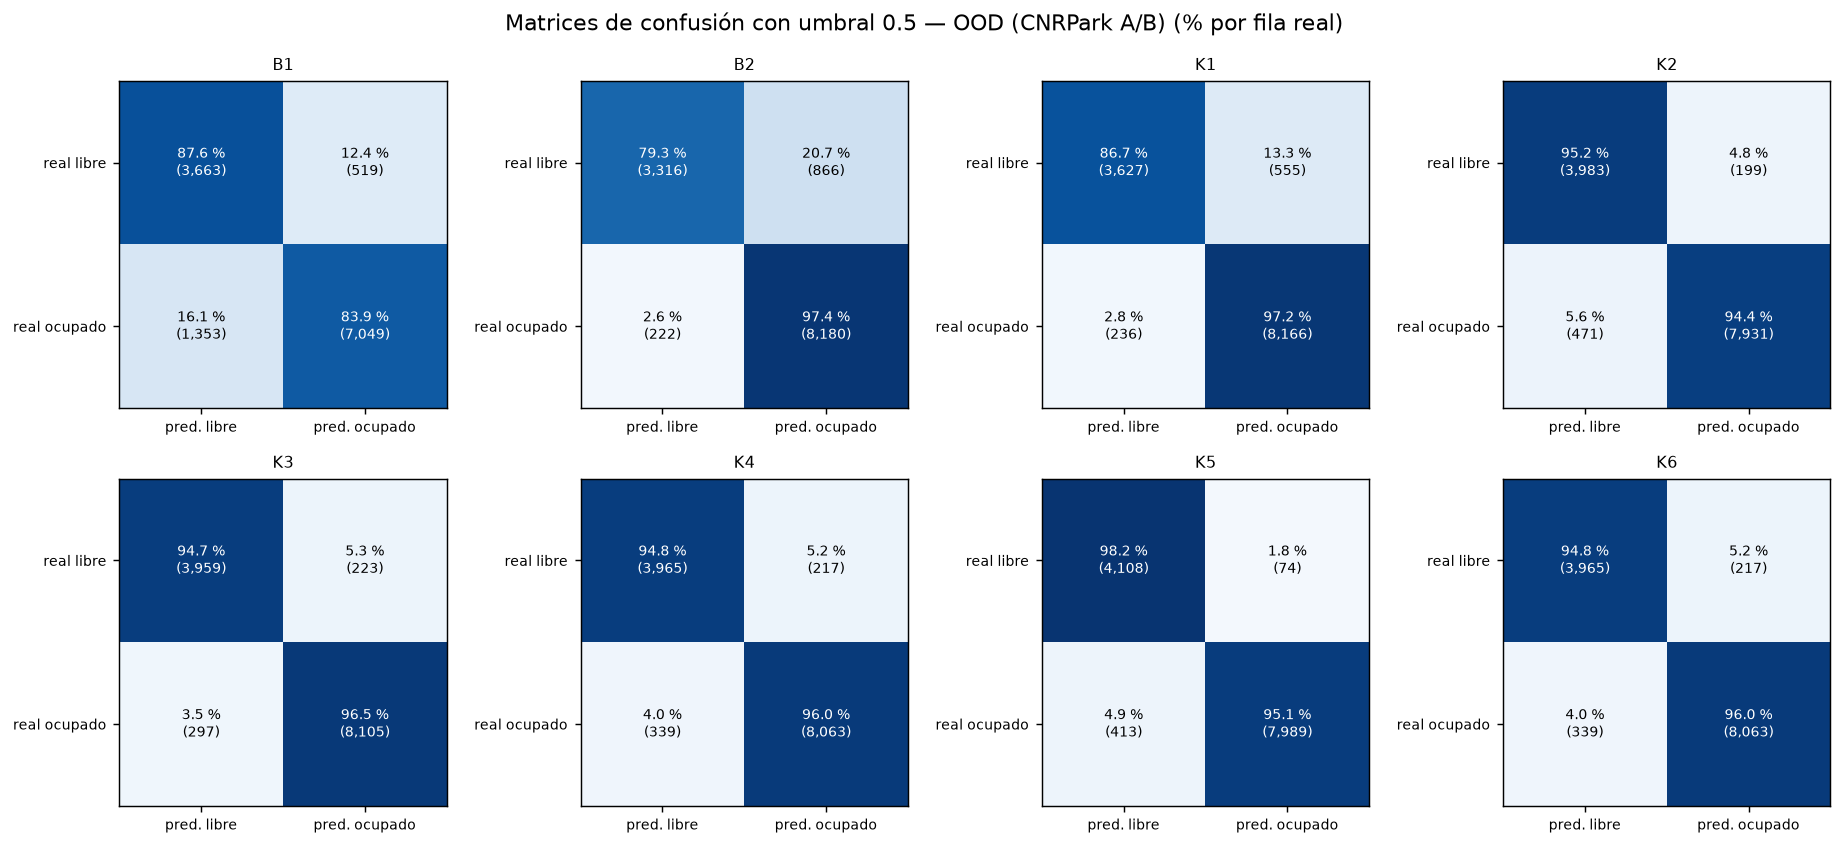 Matrices de confusión con umbral 0.5 — OOD (CNRPark A/B) (% por fila real)
B1
real libre
87.6 %
(3,663)
12.4 %
(519)
real ocupado
16.1 %
(1,353)
83.9 %
(7,049)
pred. libre
pred. ocupado
B2
real libre
79.3 %
(3,316)
20.7 %
(866)
real ocupado
2.6 %
(222)
97.4 %
(8,180)
pred. libre
pred. ocupado
K1
real libre
86.7 %
(3,627)
13.3 %
(555)
real ocupado
2.8 %
(236)
97.2 %
(8,166)
pred. libre
pred. ocupado
K2
real libre
95.2 %
(3,983)
4.8 %
(199)
real ocupado
5.6 %
(471)
94.4 %
(7,931)
pred. libre
pred. ocupado
K3
real libre
94.7 %
(3,959)
5.3 %
(223)
real ocupado
3.5 %
(297)
96.5 %
(8,105)
pred. libre
pred. ocupado
K4
real libre
94.8 %
(3,965)
5.2 %
(217)
real ocupado
4.0 %
(339)
96.0 %
(8,063)
pred. libre
pred. ocupado
K5
real libre
98.2 %
(4,108)
1.8 %
(74)
real ocupado
4.9 %
(413)
95.1 %
(7,989)
pred. libre
pred. ocupado
K6
real libre
94.8 %
(3,965)
5.2 %
(217)
real ocupado
4.0 %
(339)
96.0 %
(8,063)
pred. libre
pred. ocupado